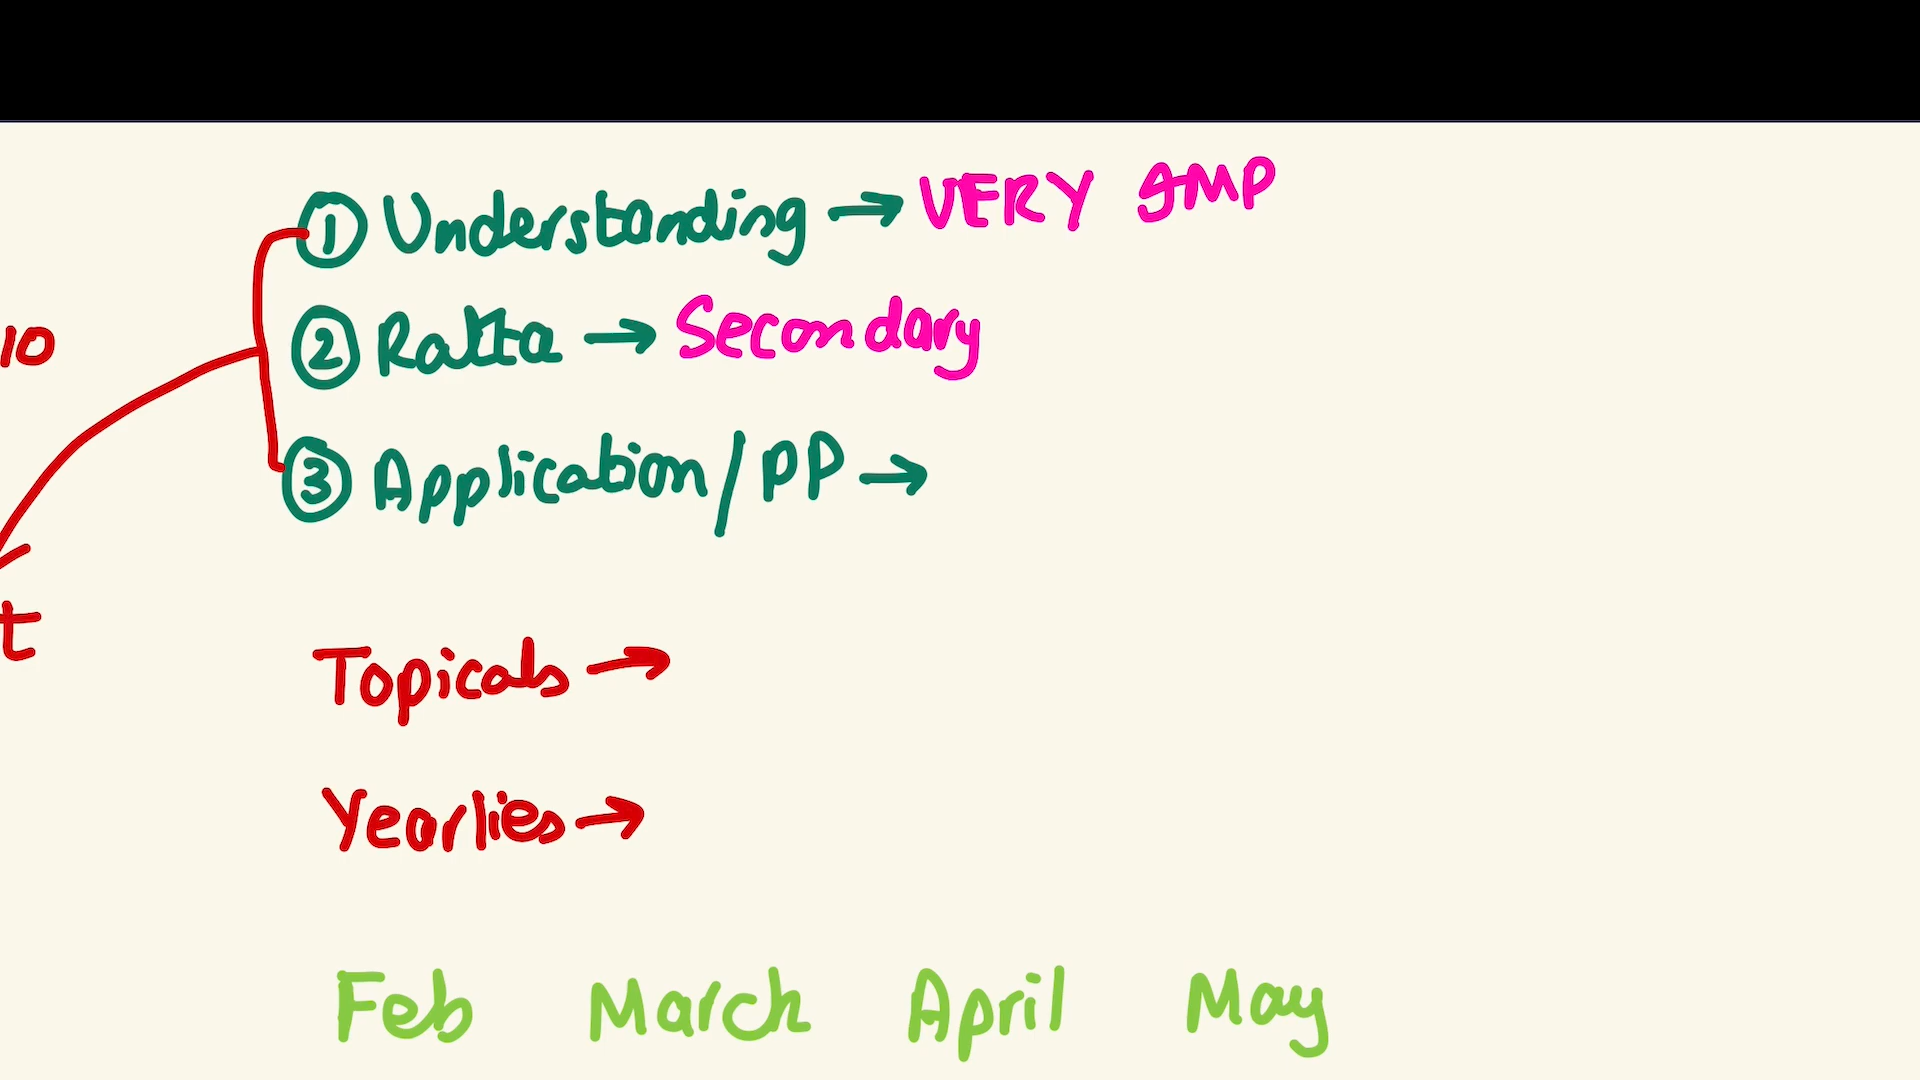 ① Understanding → VERY IMP
② Ratta → Secondary
10
③ Application / PP →
t
Topicals →
Yearlies →
Feb March April May